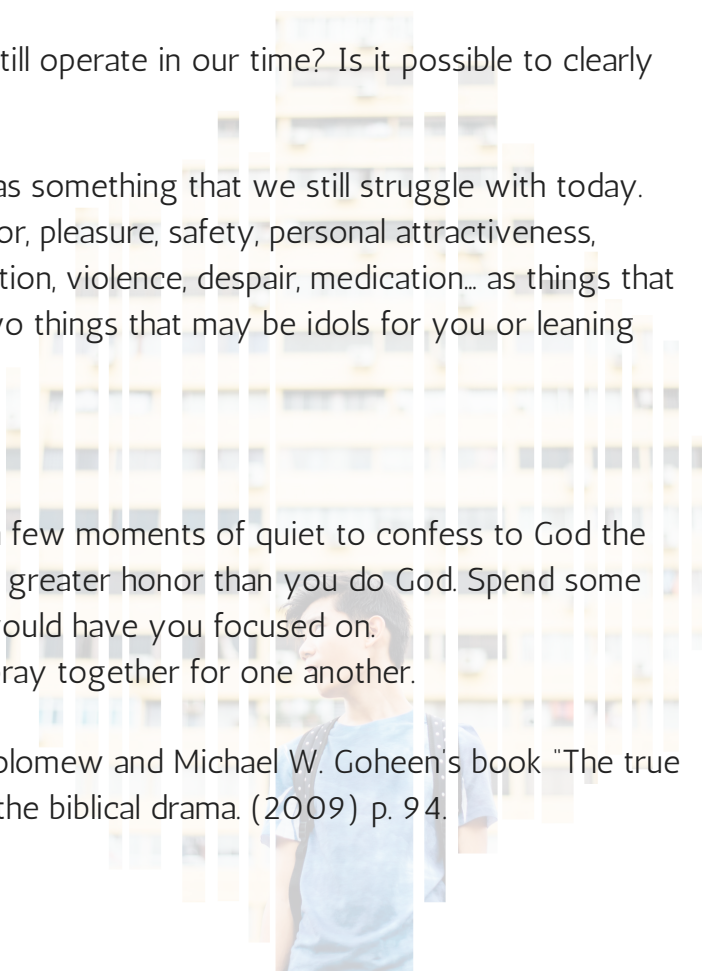 till operate in our time? Is it possible to clearly
as something that we still struggle with today.
or, pleasure, safety, personal attractiveness,
tion, violence, despair, medication... as things that
vo things that may be idols for you or leaning
few moments of quiet to confess to God the
greater honor than you do God. Spend some
ould have you focused on.
ray together for one another.
olomew and Michael W. Goheen's book "The true
the biblical drama. (2009) p. 94.